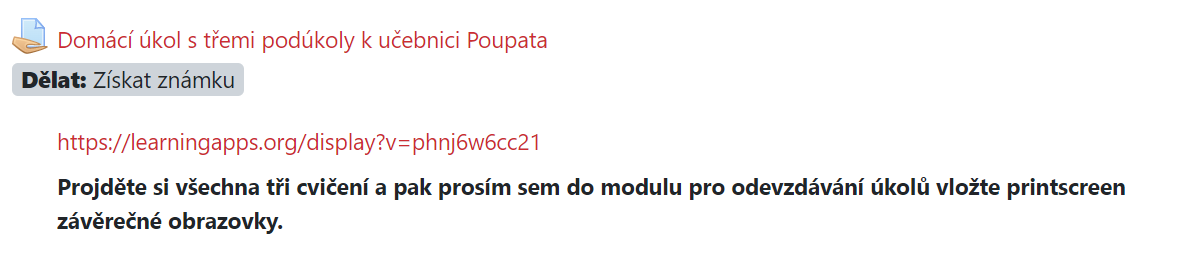 Domácí úkol s třemi podúkoly k učebnici Poupata
Dělat: Získat známku
https://learningapps.org/display?v=phnj6w6cc21
Projděte si všechna tři cvičení a pak prosím sem do modulu pro odevzdávání úkolů vložte printscreen
závěrečné obrazovky.